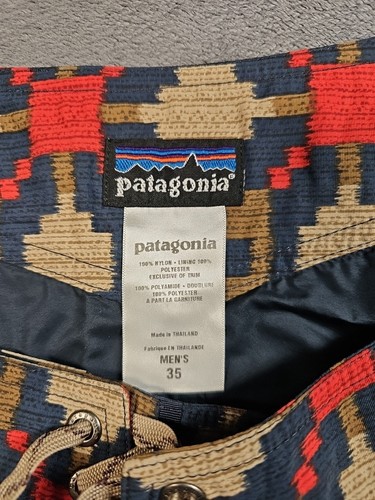 patagonia®
patagonia
100% NYLON • LINING 100%
POLYESTER
EXCLUSIVE OF TRIM
100% POLYAMIDE • DOUBLURE
100% POLYESTER
A PART LA GARNITURE
Made in THAILAND
Fabriqué EN THAILANDE
MEN'S
35